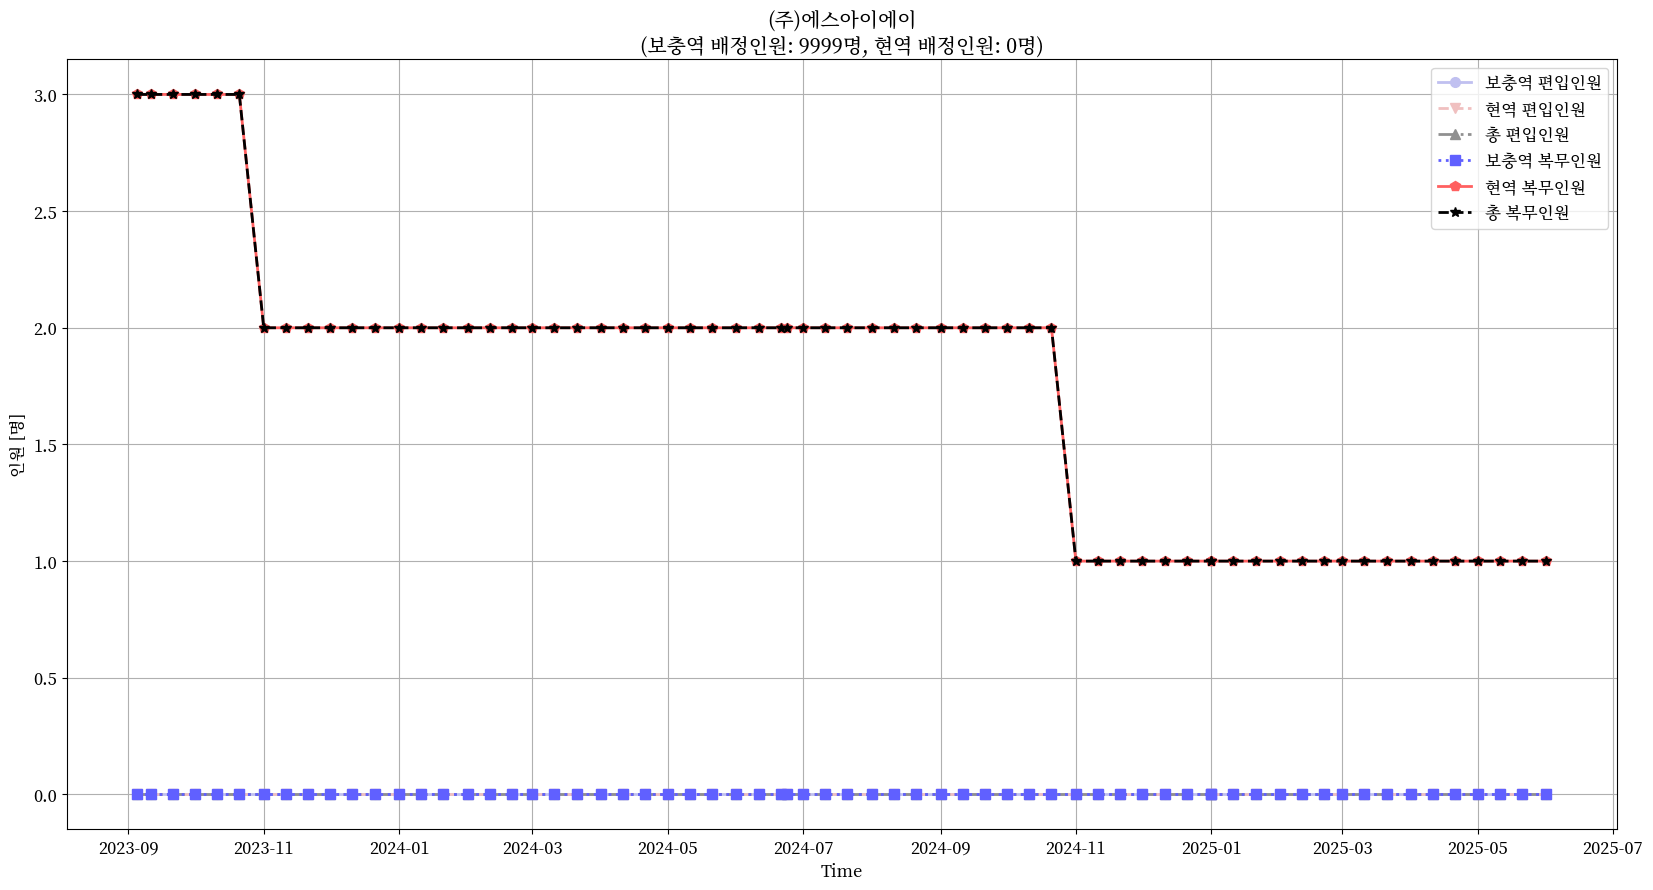 (주)에스아이에이
(보충역 배정인원: 9999명, 현역 배정인원: 0명)
보충역 편입인원
현역 편입인원
총 편입인원
보충역 복무인원
현역 복무인원
총 복무인원
인원 [명]
3.0
2.5
2.0
1.5
1.0
0.5
0.0
2023-09 2023-11 2024-01 2024-03 2024-05 2024-07 2024-09 2024-11 2025-01 2025-03 2025-05 2025-07
Time